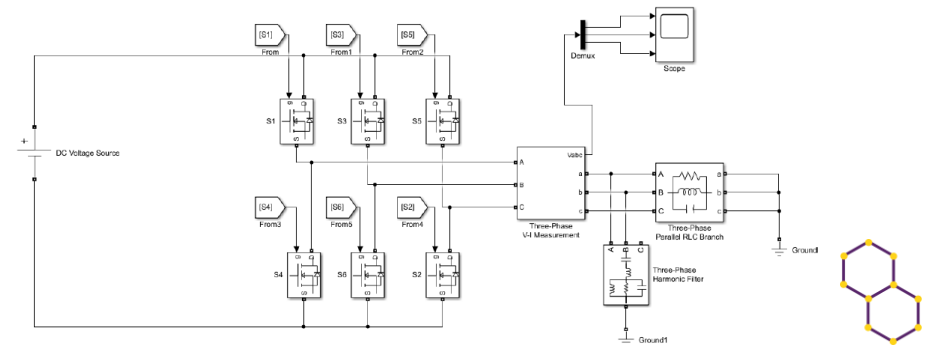 [S1]
From
[S3]
From1
[S5]
From2
g
D
S
S1
g
D
S
S3
g
D
S
S5
+
DC Voltage Source
[S4]
From3
[S6]
From5
[S2]
From4
g
D
S
S4
g
D
S
S6
g
D
S
S2
Demux
Scope
Vabc
A
a
B
b
C
c
Three-Phase
V-I Measurement
A
a
B
b
C
c
Three-Phase
Parallel RLC Branch
Ground
A B C
Three-Phase
Harmonic Filter
Ground1